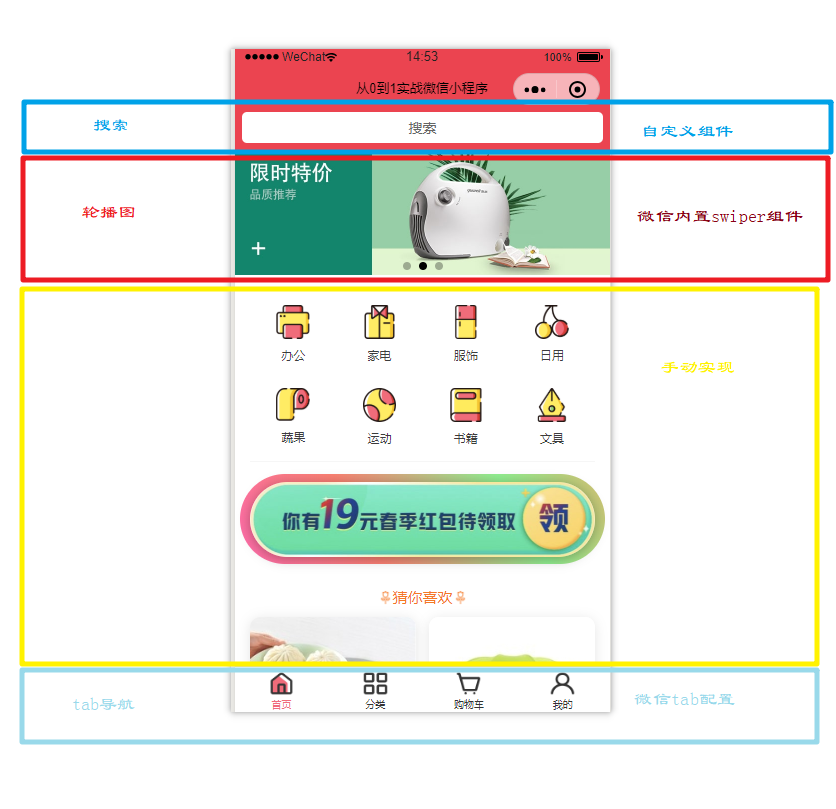 WeChat 14:53 100%
从0到1实战微信小程序
搜索 搜索 自定义组件
限时特价
品质推荐
+
轮播图 微信内置swiper组件
办公 家电 服饰 日用
手动实现
蔬果 运动 书籍 文具
你有19元春季红包待领取 领
猜你喜欢
tab导航 微信tab配置
首页 分类 购物车 我的